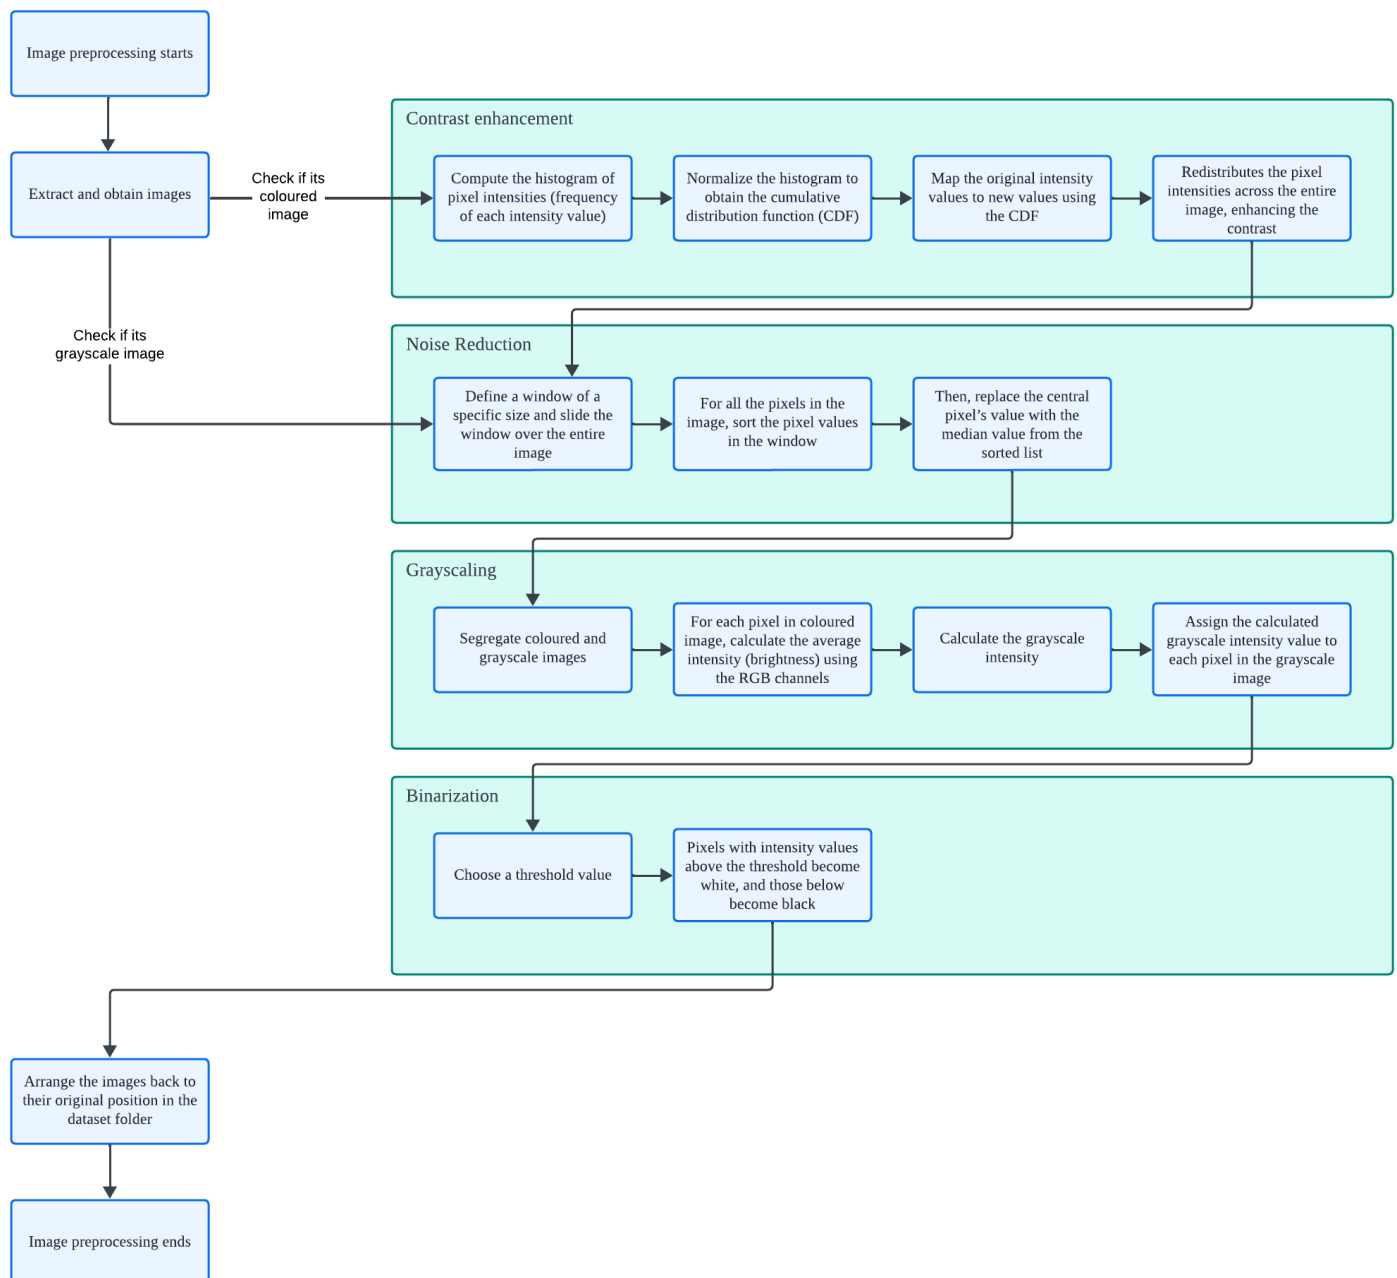 Image preprocessing starts
Extract and obtain images
Check if its
coloured
image
Check if its
grayscale image
Contrast enhancement
Compute the histogram of
pixel intensities (frequency
of each intensity value)
Normalize the histogram to
obtain the cumulative
distribution function (CDF)
Map the original intensity
values to new values using
the CDF
Redistributes the pixel
intensities across the entire
image, enhancing the
contrast
Noise Reduction
Define a window of a
specific size and slide the
window over the entire
image
For all the pixels in the
image, sort the pixel values
in the window
Then, replace the central
pixel’s value with the
median value from the
sorted list
Grayscaling
Segregate coloured and
grayscale images
For each pixel in coloured
image, calculate the average
intensity (brightness) using
the RGB channels
Calculate the grayscale
intensity
Assign the calculated
grayscale intensity value to
each pixel in the grayscale
image
Binarization
Choose a threshold value
Pixels with intensity values
above the threshold become
white, and those below
become black
Arrange the images back to
their original position in the
dataset folder
Image preprocessing ends